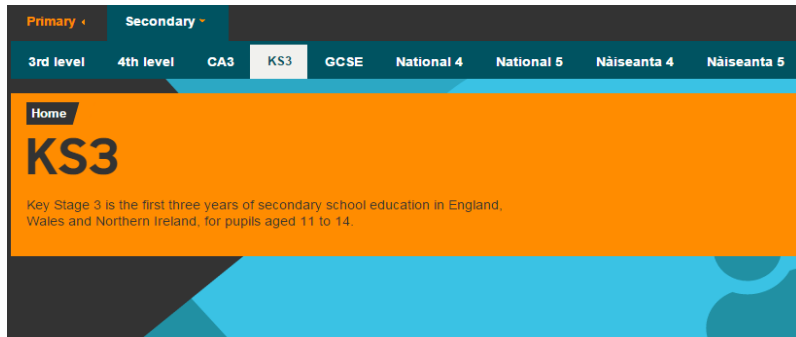 Primary
Secondary
3rd level 4th level CA3 KS3 GCSE National 4 National 5 Nàiseanta 4 Nàiseanta 5
Home
KS3
Key Stage 3 is the first three years of secondary school education in England,
Wales and Northern Ireland, for pupils aged 11 to 14.